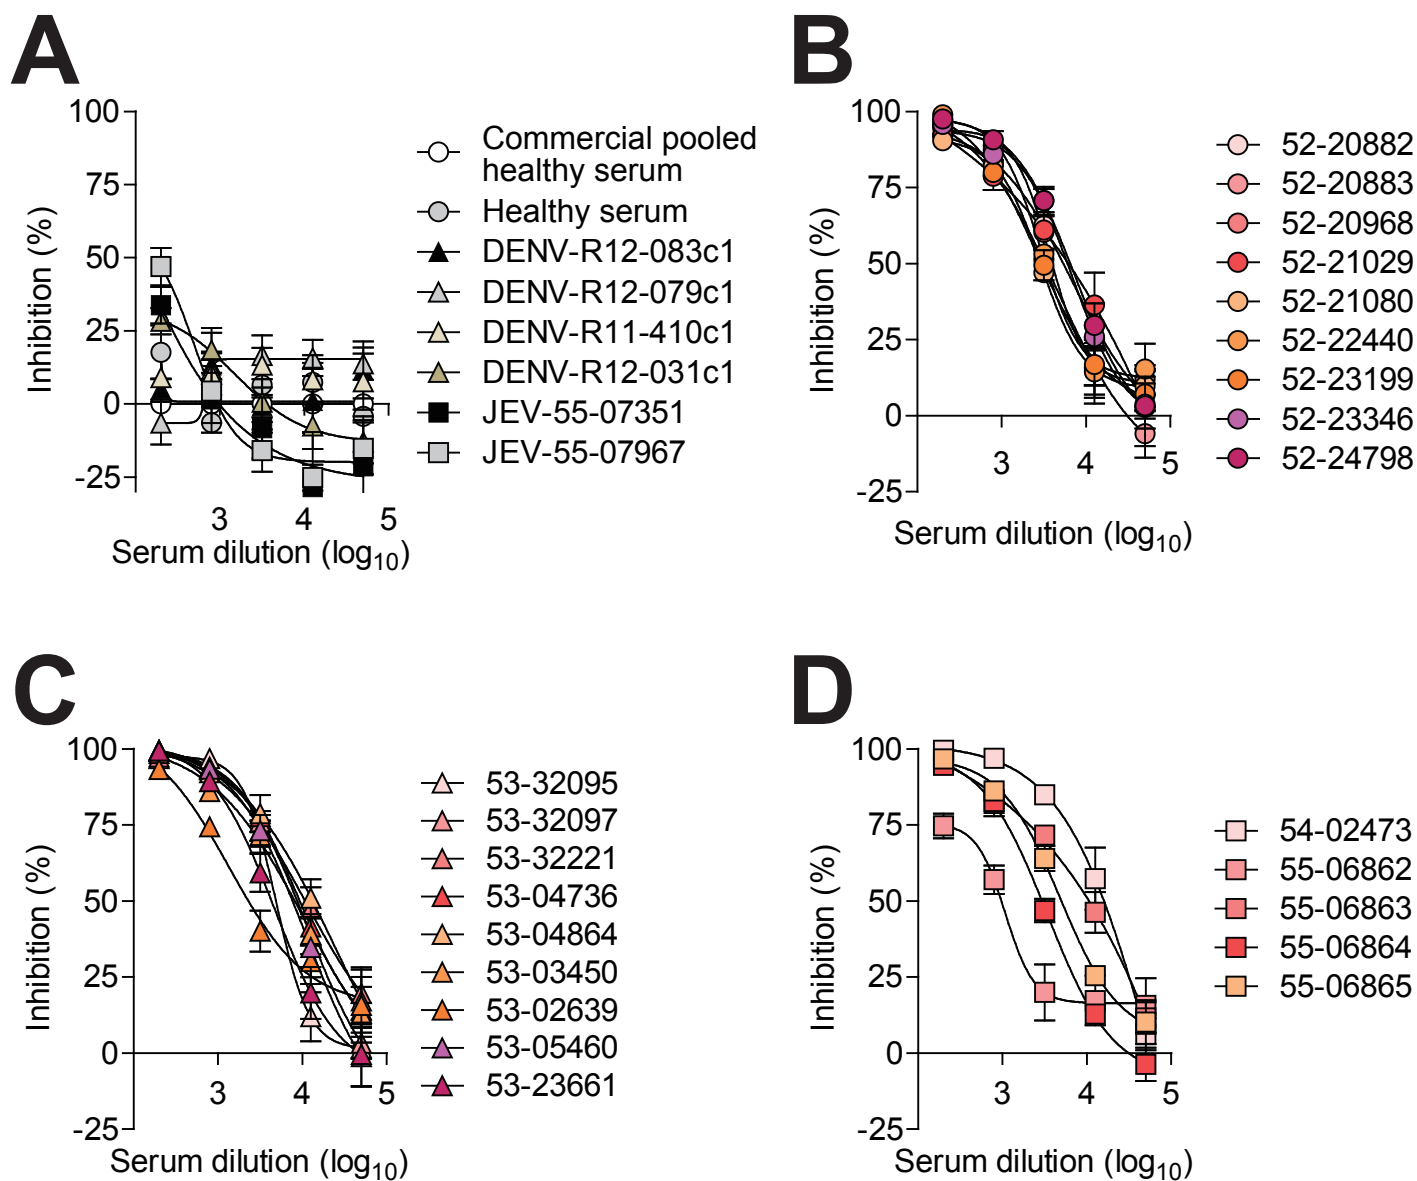 A
100
75
50
25
0
-25
3
4
5
Inhibition (%)
Serum dilution (log10)
Commercial pooled
healthy serum
Healthy serum
DENV-R12-083c1
DENV-R12-079c1
DENV-R11-410c1
DENV-R12-031c1
JEV-55-07351
JEV-55-07967
B
100
75
50
25
0
-25
3
4
5
Inhibition (%)
Serum dilution (log10)
52-20882
52-20883
52-20968
52-21029
52-21080
52-22440
52-23199
52-23346
52-24798
C
100
75
50
25
0
-25
3
4
5
Inhibition (%)
Serum dilution (log10)
53-32095
53-32097
53-32221
53-04736
53-04864
53-03450
53-02639
53-05460
53-23661
D
100
75
50
25
0
-25
3
4
5
Inhibition (%)
Serum dilution (log10)
54-02473
55-06862
55-06863
55-06864
55-06865